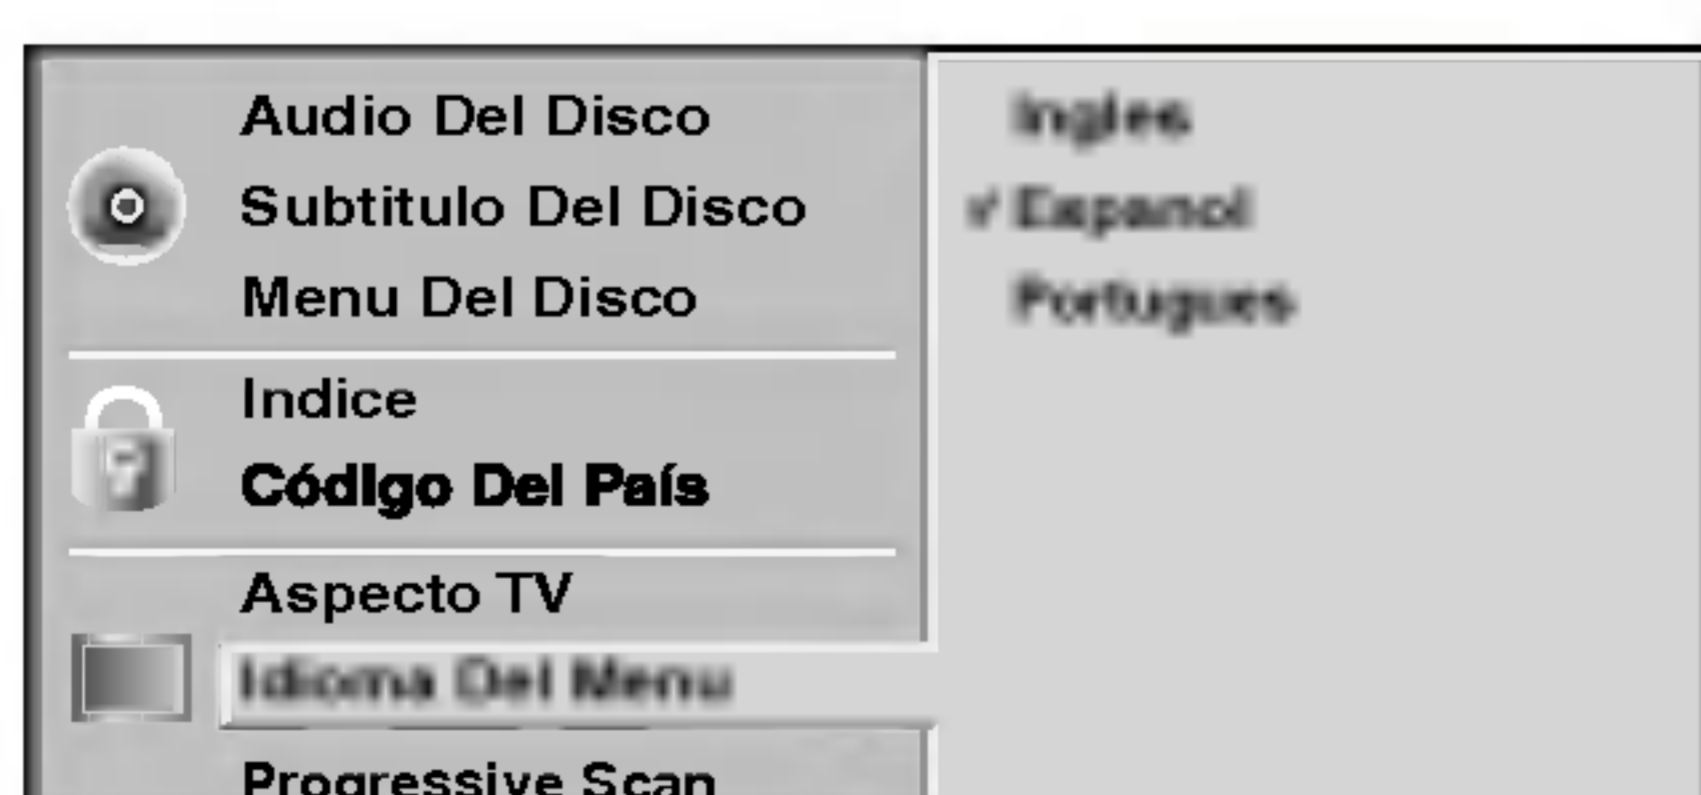 Audio Del Disco
Subtitulo Del Disco
Menu Del Disco
Indice
Código Del País
Aspecto TV
Idioma Del Menu
Progressive Scan
Ingles
✓ Espanol
Portugues